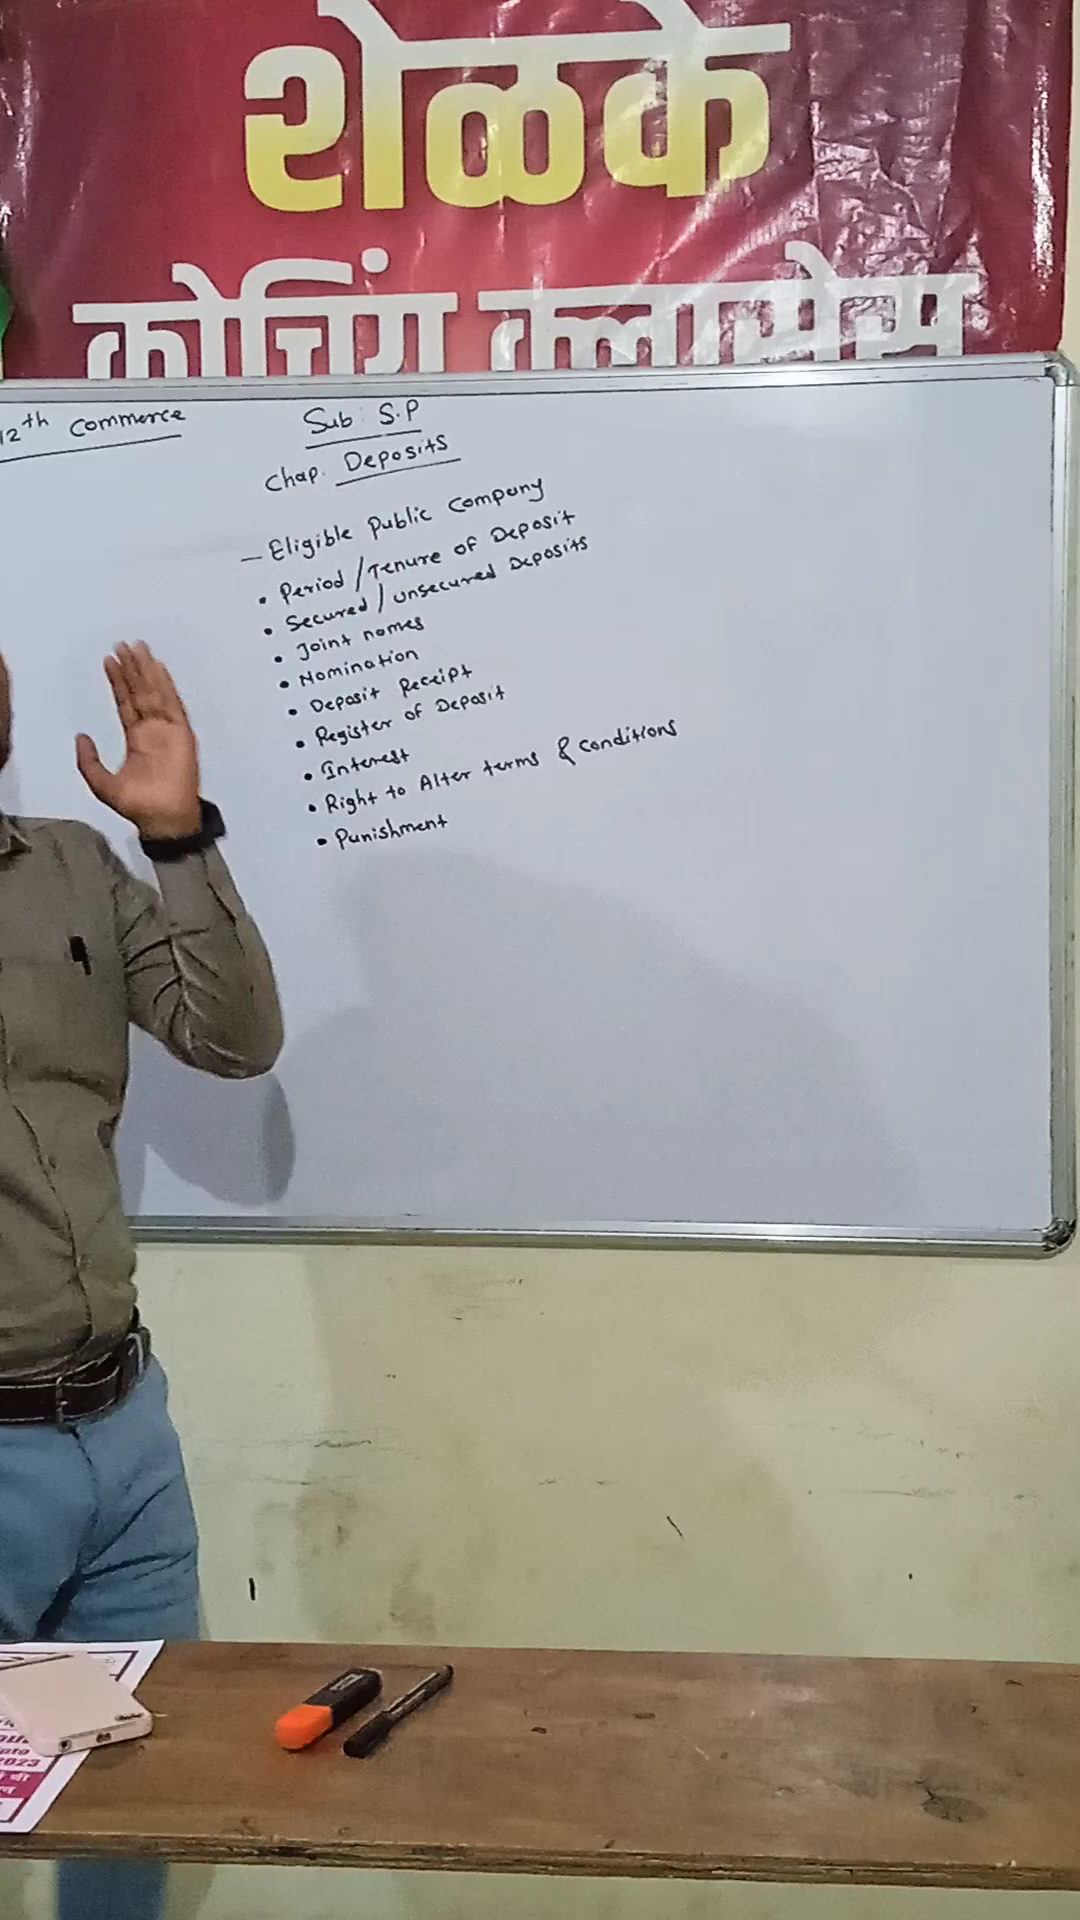 शेळके
कोचिंग क्लासेस
12th Commerce
Sub: S.P
Chap. Deposits
– Eligible Public Company
• Period / Tenure of Deposit
• Secured / unsecured Deposits
• Joint names
• Nomination
• Deposit Receipt
• Register of Deposit
• Interest
• Right to Alter terms & conditions
• Punishment
2023